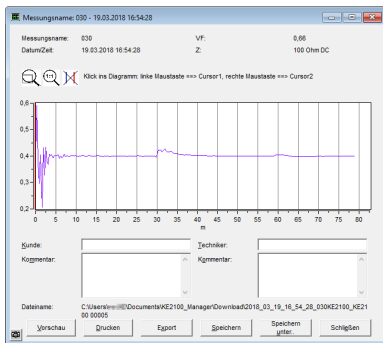 Messungsname: 030 - 19.03.2018 16:54:28
Messungsname: 030 VF: 0,66
Datum/Zeit: 19.03.2018 16:54:28 Z: 100 Ohm DC
1:1 Klick ins Diagramm: linke Maustaste ==> Cursor1, rechte Maustaste ==> Cursor2
0,6
0,5
0,4
0,3
0,2
0 5 10 15 20 25 30 35 40 45 50 55 60 65 70 75 80
m
Kunde: Techniker:
Kommentar: Kommentar:
Dateiname: C:\Users\ \Documents\KE2100_Manager\Download\2018_03_19_16_54_28_030KE2100_KE21
00 00005
Vorschau Drucken Export Speichern Speichern unter.. Schließen